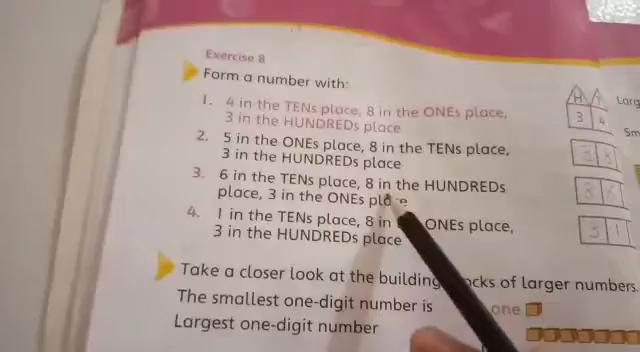 Exercise 8
Form a number with:
1. 4 in the TENs place, 8 in the ONEs place,
3 in the HUNDREDs place
2. 5 in the ONEs place, 8 in the TENs place,
3 in the HUNDREDs place
3. 6 in the TENs place, 8 in the HUNDREDs
place, 3 in the ONEs
4. 1 in the TENs place, 8 in ONEs place,
3 in the HUNDREDs place
H T
3 4
3 8
8 6
3 1
Take a closer look at the building of larger numbers.
The smallest one-digit number is one
Largest one-digit number